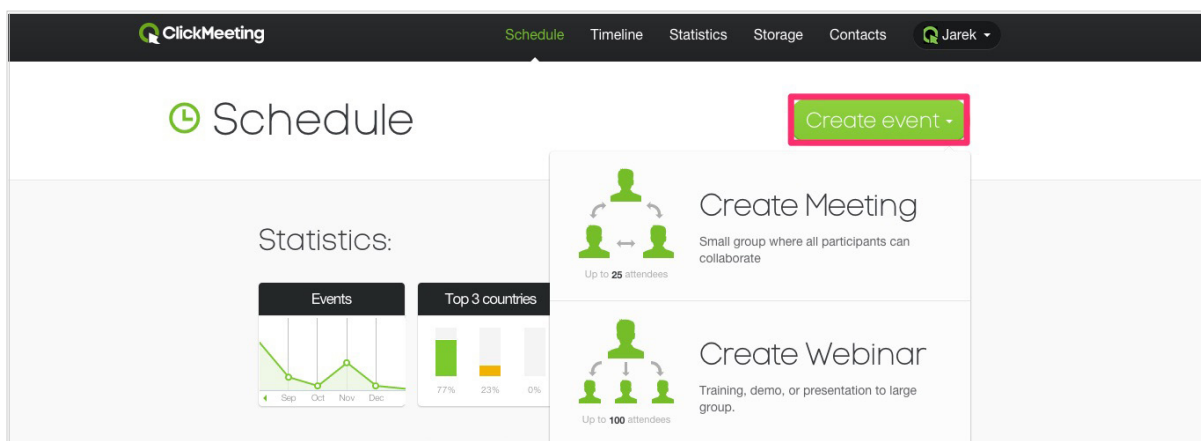 ClickMeeting
Schedule Timeline Statistics Storage Contacts Jarek
Schedule
Create event
Create Meeting
Small group where all participants can
collaborate
Up to 25 attendees
Statistics:
Events
Top 3 countries
77% 23% 0%
Sep Oct Nov Dec
Create Webinar
Training, demo, or presentation to large
group.
Up to 100 attendees